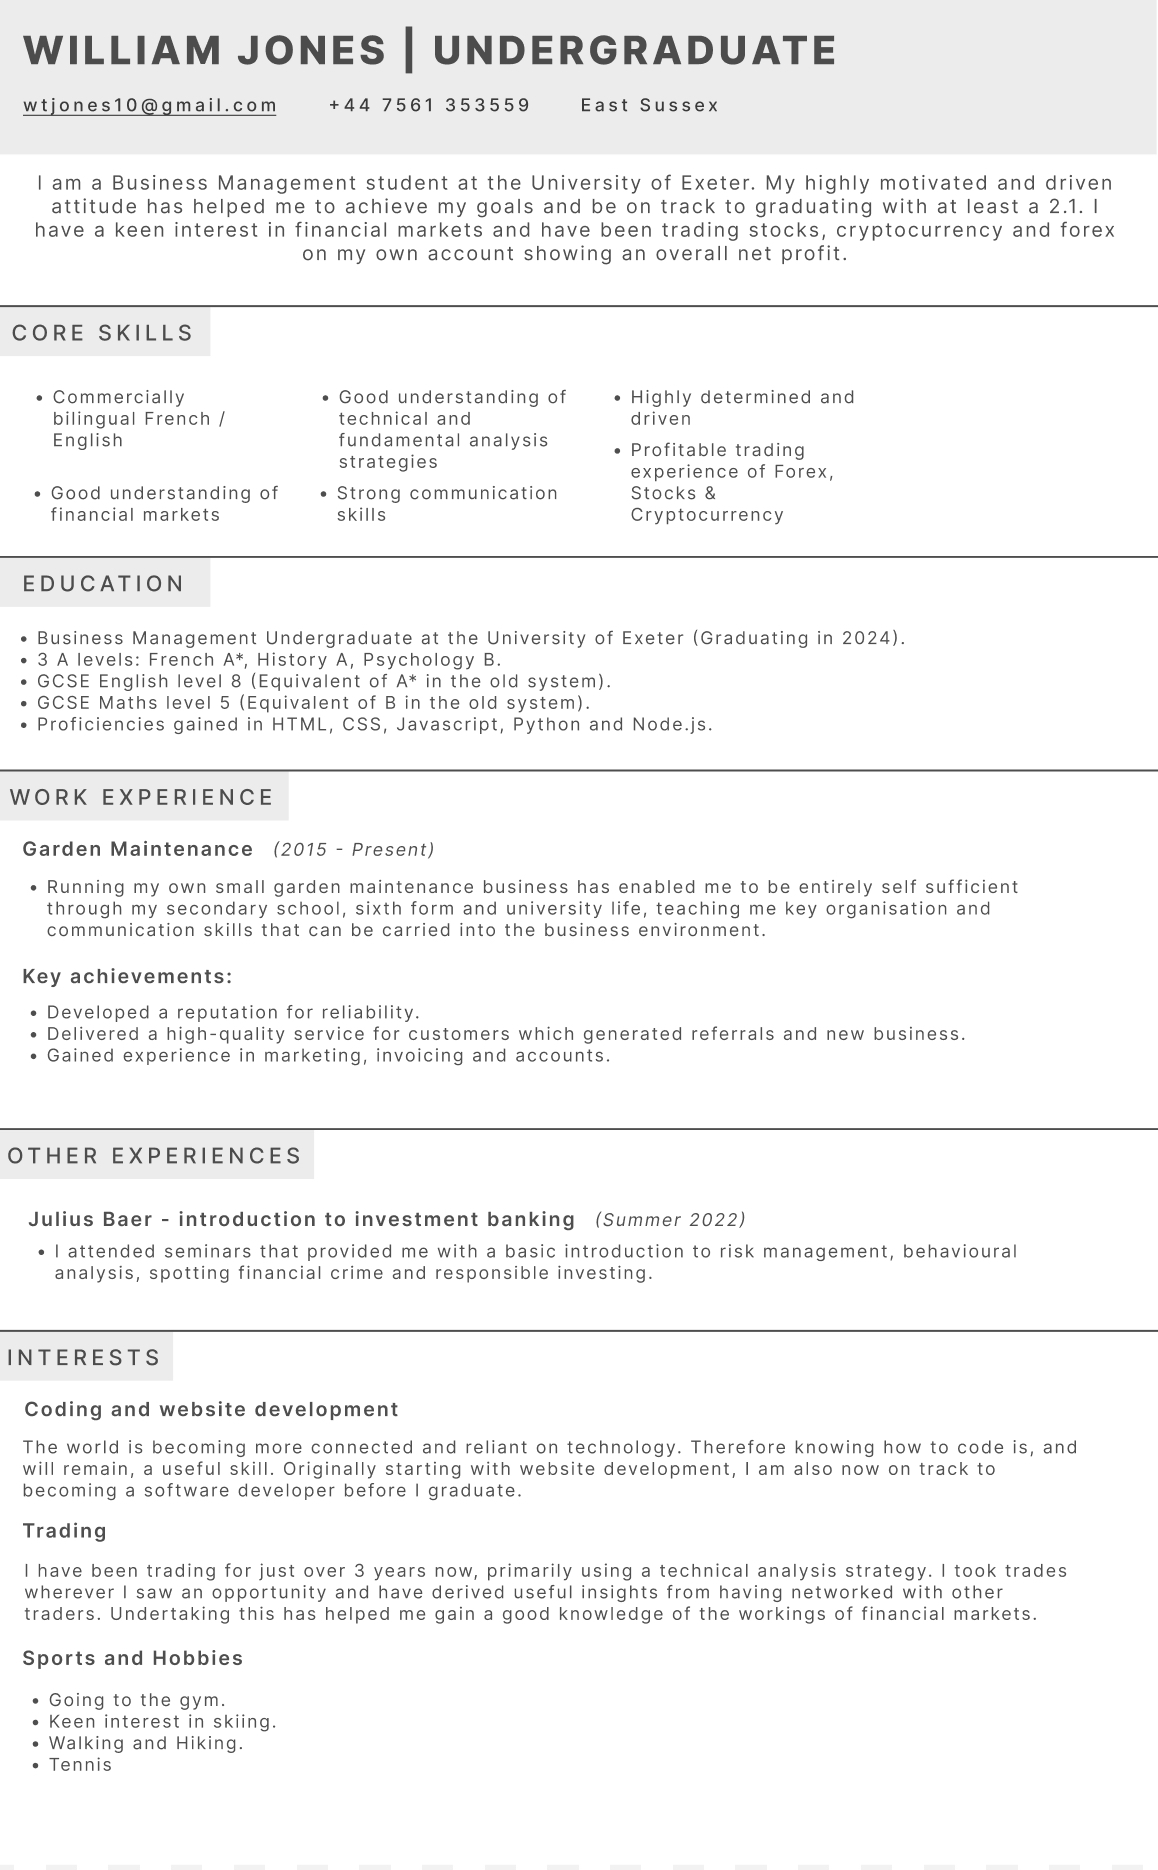 WILLIAM JONES | UNDERGRADUATE
wtjones10@gmail.com +44 7561 353559 East Sussex
I am a Business Management student at the University of Exeter. My highly motivated and driven
attitude has helped me to achieve my goals and be on track to graduating with at least a 2.1. I
have a keen interest in financial markets and have been trading stocks, cryptocurrency and forex
on my own account showing an overall net profit.
CORE SKILLS
• Commercially
bilingual French /
English
• Good understanding of
financial markets
• Good understanding of
technical and
fundamental analysis
strategies
• Strong communication
skills
• Highly determined and
driven
• Profitable trading
experience of Forex,
Stocks &
Cryptocurrency
EDUCATION
• Business Management Undergraduate at the University of Exeter (Graduating in 2024).
• 3 A levels: French A*, History A, Psychology B.
• GCSE English level 8 (Equivalent of A* in the old system).
• GCSE Maths level 5 (Equivalent of B in the old system).
• Proficiencies gained in HTML, CSS, Javascript, Python and Node.js.
WORK EXPERIENCE
Garden Maintenance (2015 - Present)
• Running my own small garden maintenance business has enabled me to be entirely self sufficient
through my secondary school, sixth form and university life, teaching me key organisation and
communication skills that can be carried into the business environment.
Key achievements:
• Developed a reputation for reliability.
• Delivered a high-quality service for customers which generated referrals and new business.
• Gained experience in marketing, invoicing and accounts.
OTHER EXPERIENCES
Julius Baer - introduction to investment banking (Summer 2022)
• I attended seminars that provided me with a basic introduction to risk management, behavioural
analysis, spotting financial crime and responsible investing.
INTERESTS
Coding and website development
The world is becoming more connected and reliant on technology. Therefore knowing how to code is, and
will remain, a useful skill. Originally starting with website development, I am also now on track to
becoming a software developer before I graduate.
Trading
I have been trading for just over 3 years now, primarily using a technical analysis strategy. I took trades
wherever I saw an opportunity and have derived useful insights from having networked with other
traders. Undertaking this has helped me gain a good knowledge of the workings of financial markets.
Sports and Hobbies
• Going to the gym.
• Keen interest in skiing.
• Walking and Hiking.
• Tennis